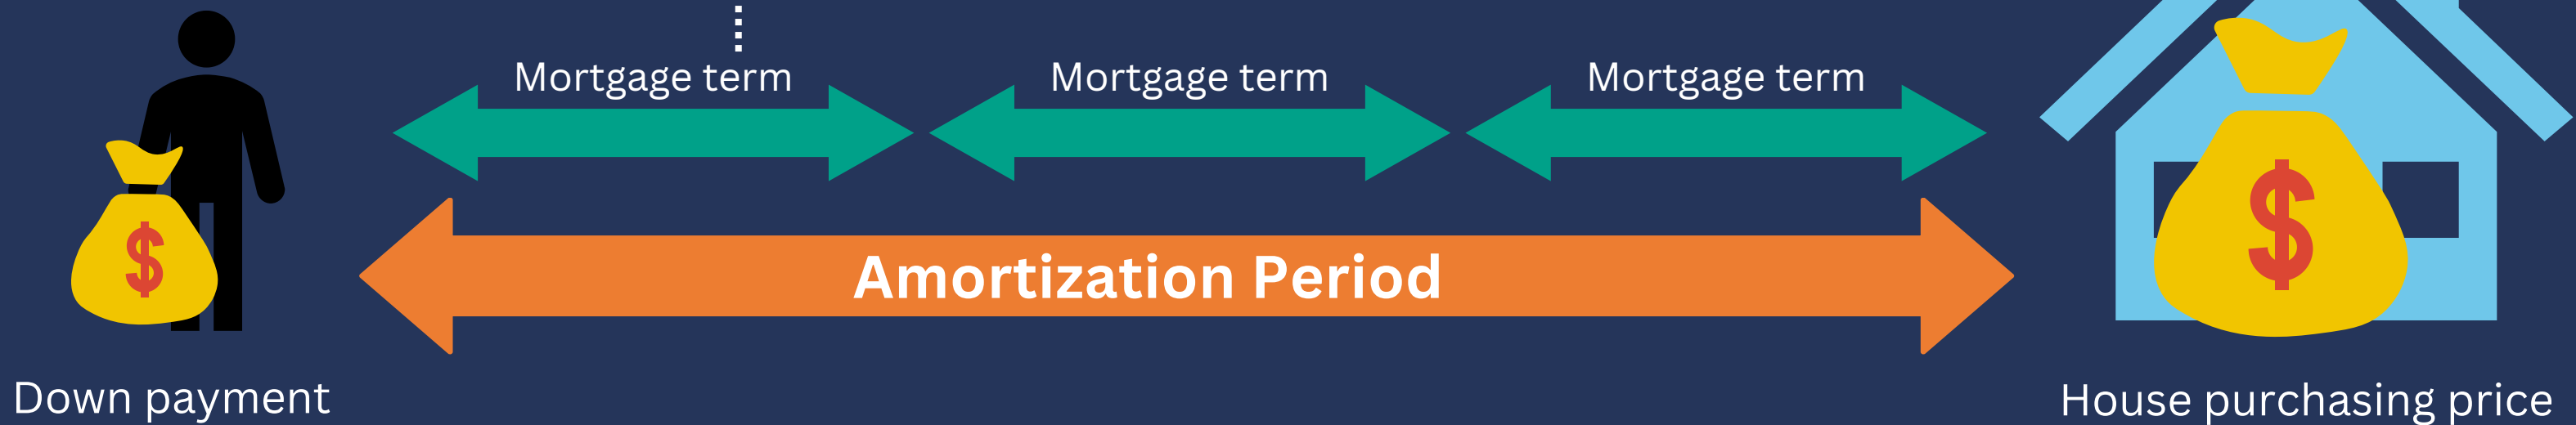 Mortgage term
Mortgage term
Mortgage term
$
$
Amortization Period
Down payment
House purchasing price